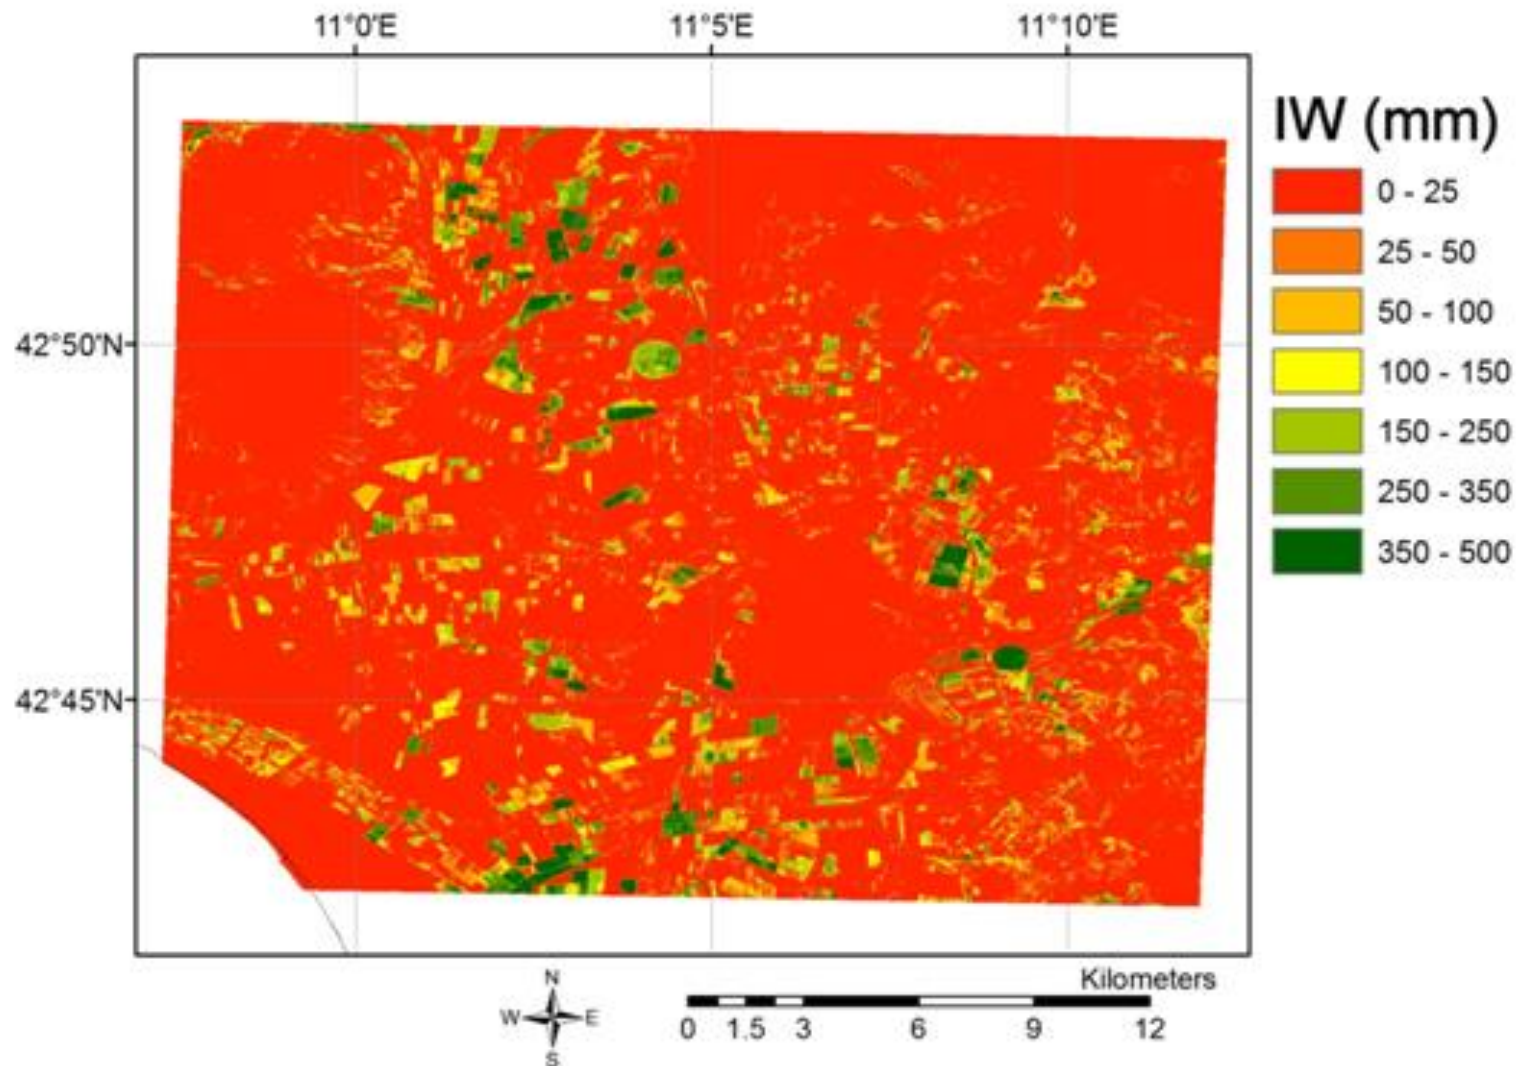 11°0'E 11°5'E 11°10'E
IW (mm)
0 - 25
25 - 50
50 - 100
100 - 150
150 - 250
250 - 350
350 - 500
42°50'N
42°45'N
Kilometers
N
W E
S
0 1.5 3 6 9 12